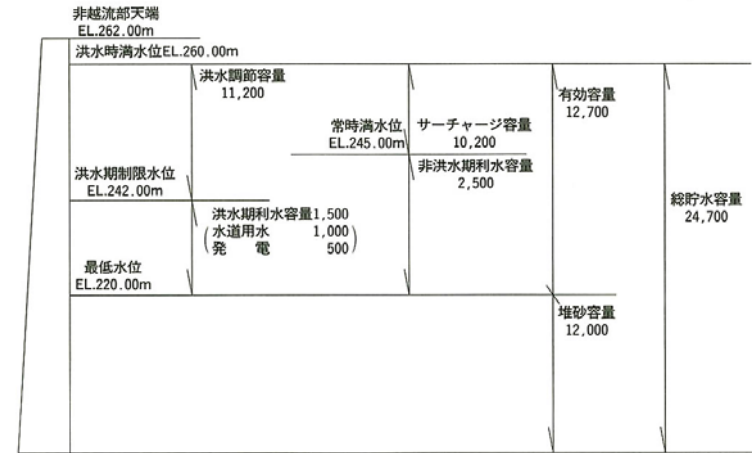 非越流部天端
EL.262.00m
洪水時満水位EL.260.00m
洪水調節容量
11,200
有効容量
12,700
常時満水位
EL.245.00m
サーチャージ容量
10,200
非洪水期利水容量
2,500
洪水期制限水位
EL.242.00m
総貯水容量
24,700
洪水期利水容量1,500
(水道用水 1,000)
発 電 500
最低水位
EL.220.00m
堆砂容量
12,000